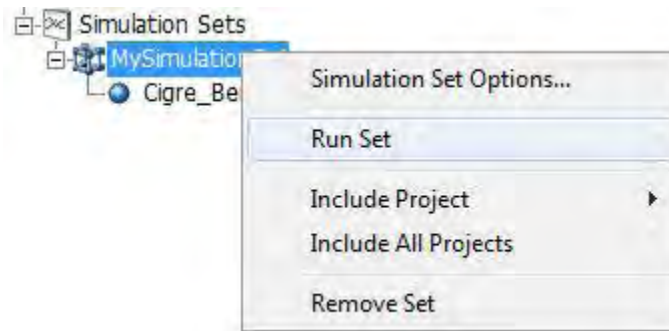 Simulation Sets
MySimulation
Cigre_Be
Simulation Set Options...
Run Set
Include Project
Include All Projects
Remove Set